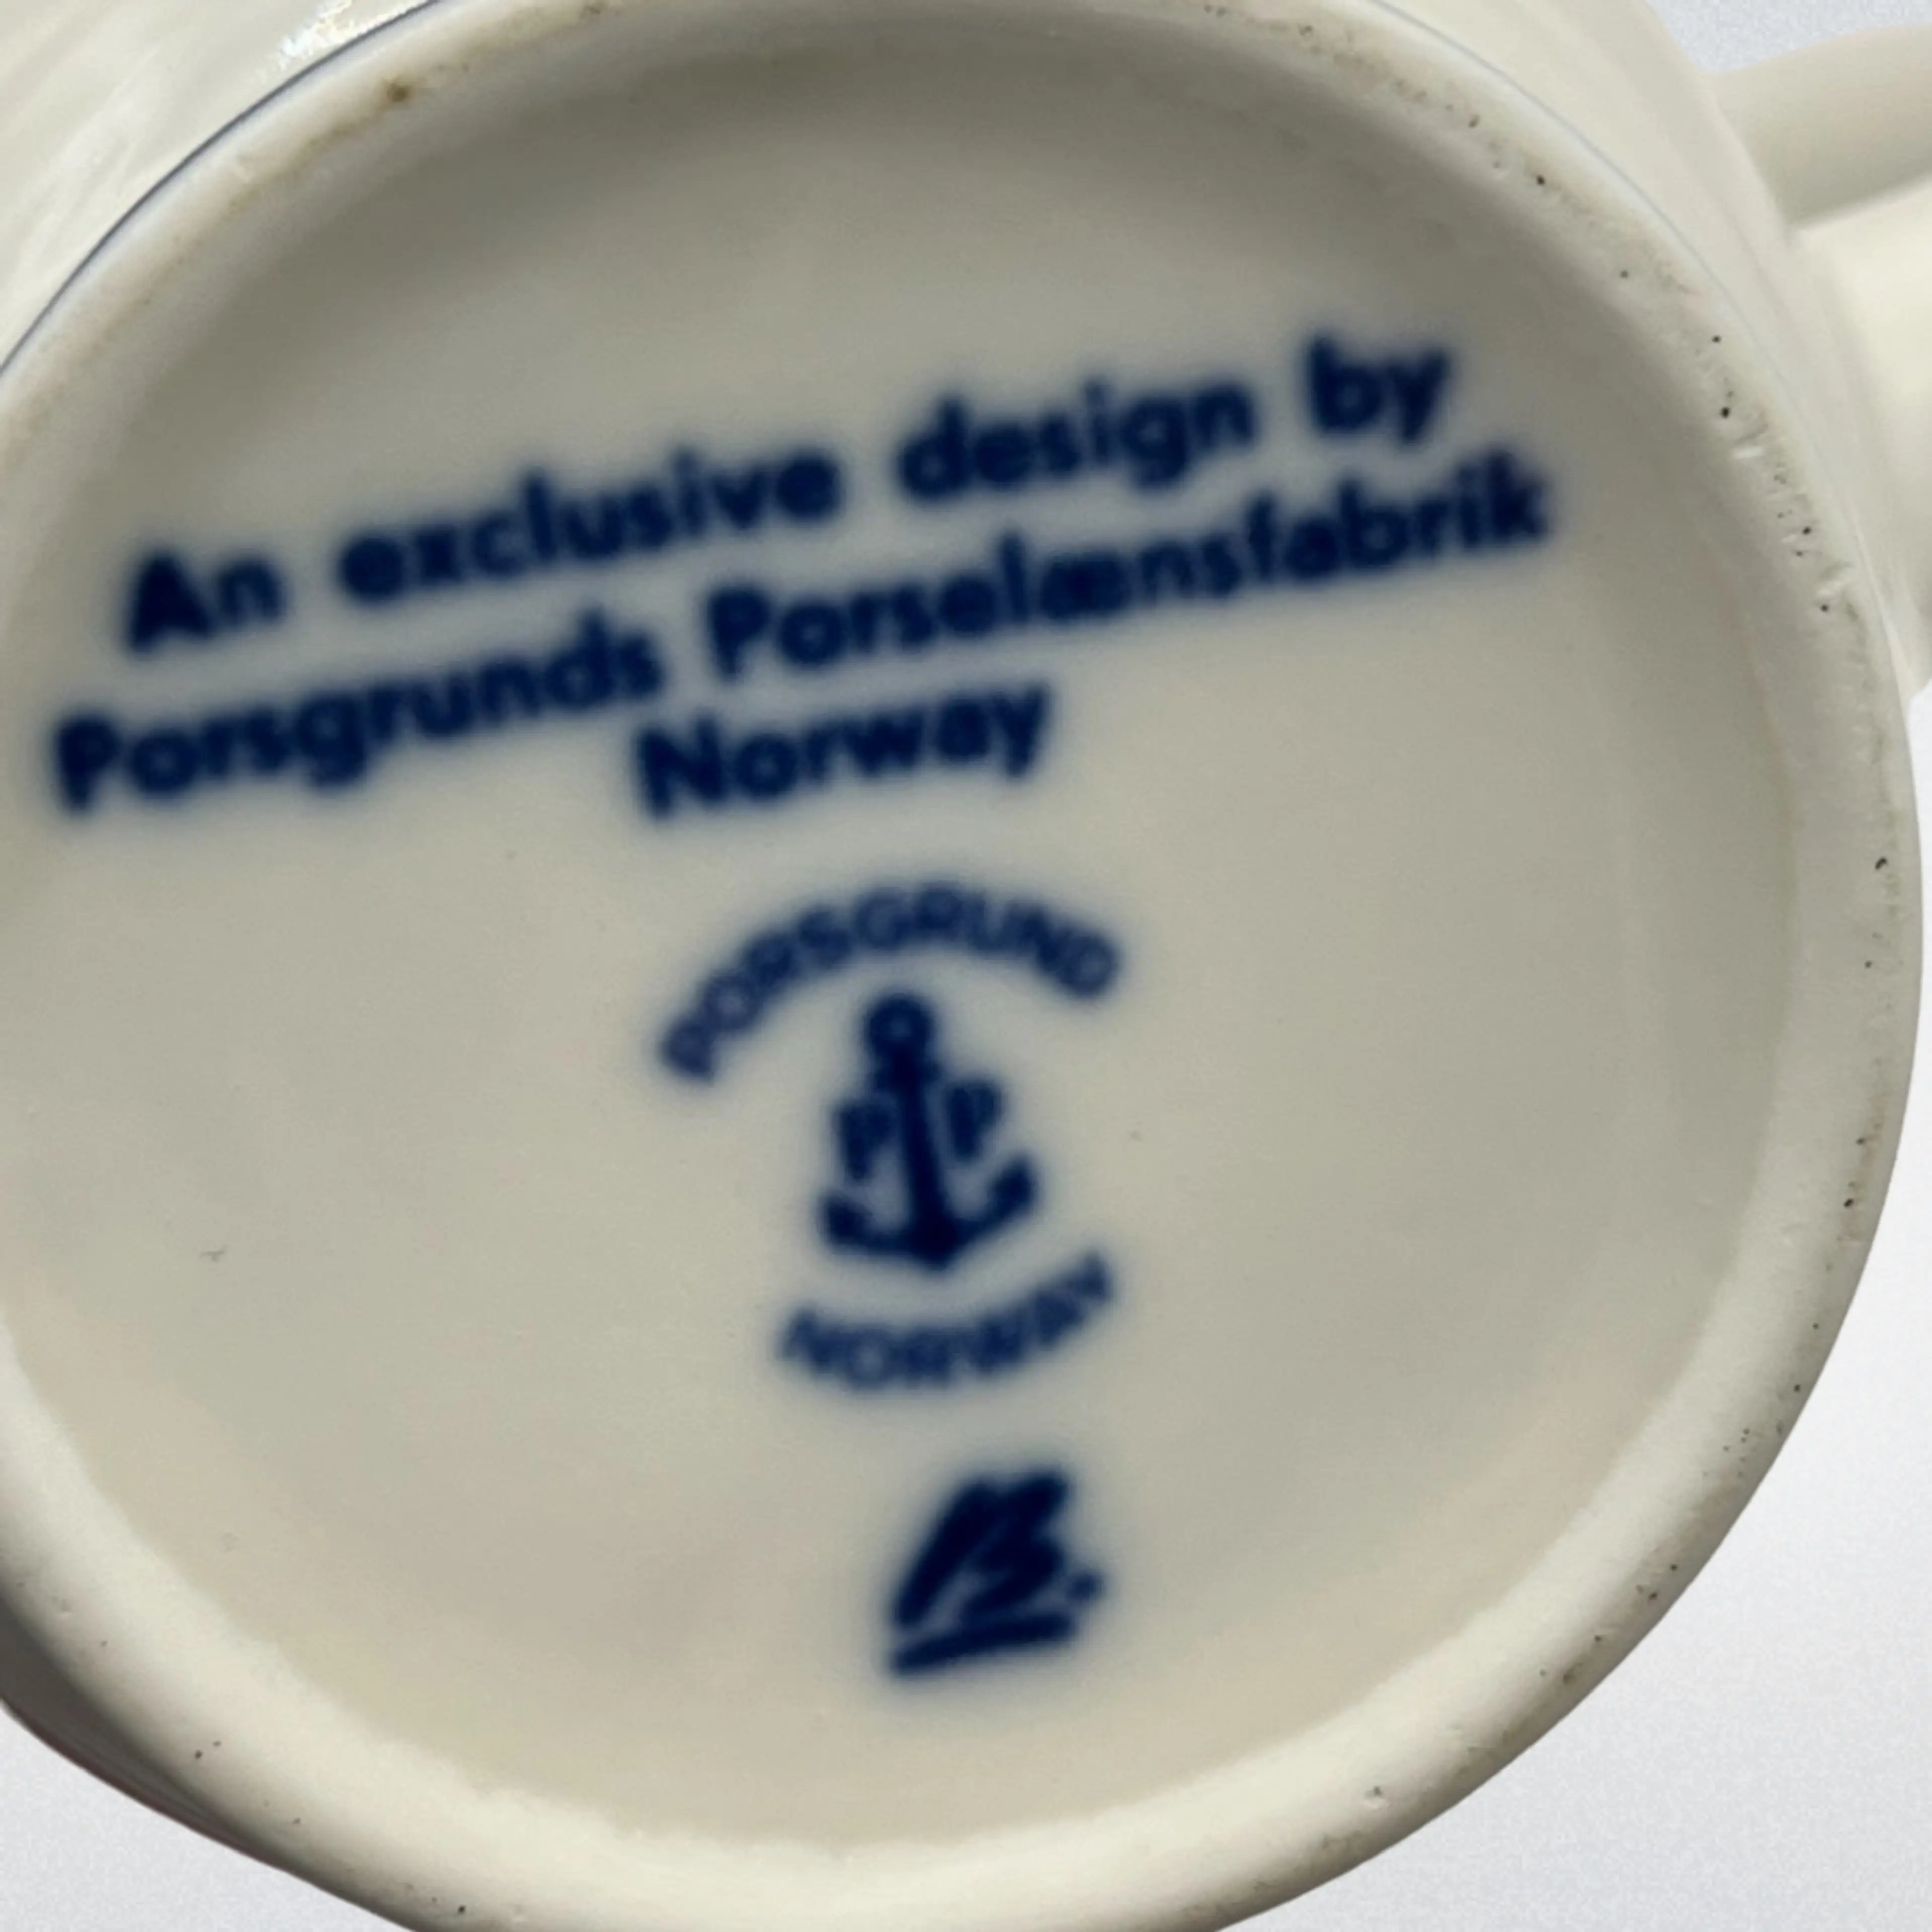 An exclusive design by
Porsgrunds Porselænsfabrik
Norway
PORSGRUND
P P
NORWAY
B.